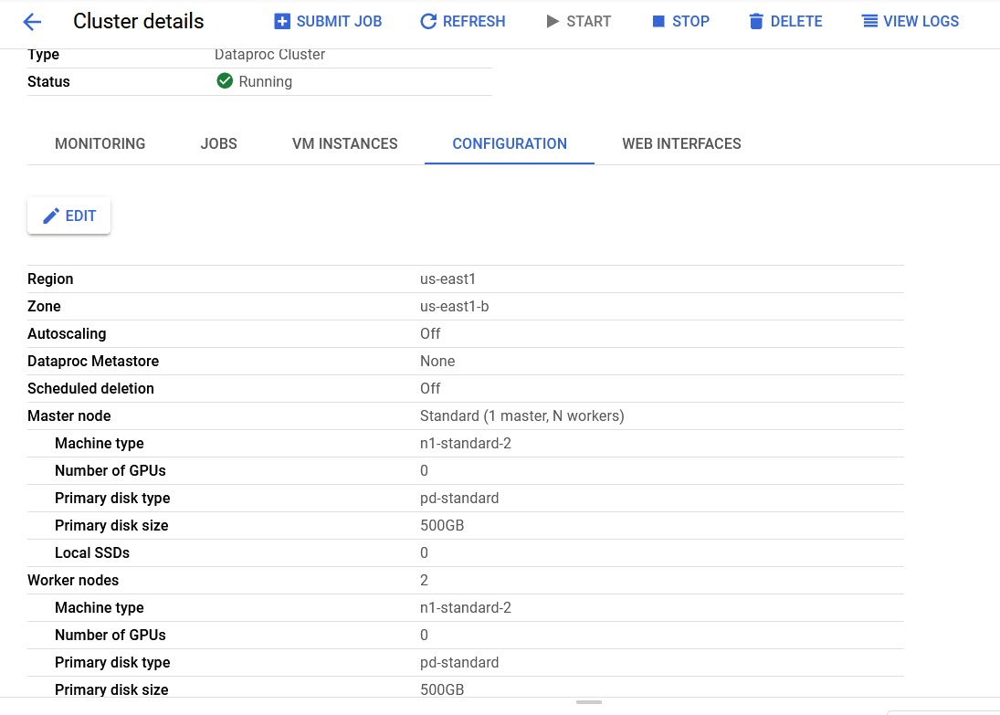 Cluster details SUBMIT JOB REFRESH START STOP DELETE VIEW LOGS
Type Dataproc Cluster
Status Running
MONITORING JOBS VM INSTANCES CONFIGURATION WEB INTERFACES
EDIT
Region us-east1
Zone us-east1-b
Autoscaling Off
Dataproc Metastore None
Scheduled deletion Off
Master node Standard (1 master, N workers)
Machine type n1-standard-2
Number of GPUs 0
Primary disk type pd-standard
Primary disk size 500GB
Local SSDs 0
Worker nodes 2
Machine type n1-standard-2
Number of GPUs 0
Primary disk type pd-standard
Primary disk size 500GB